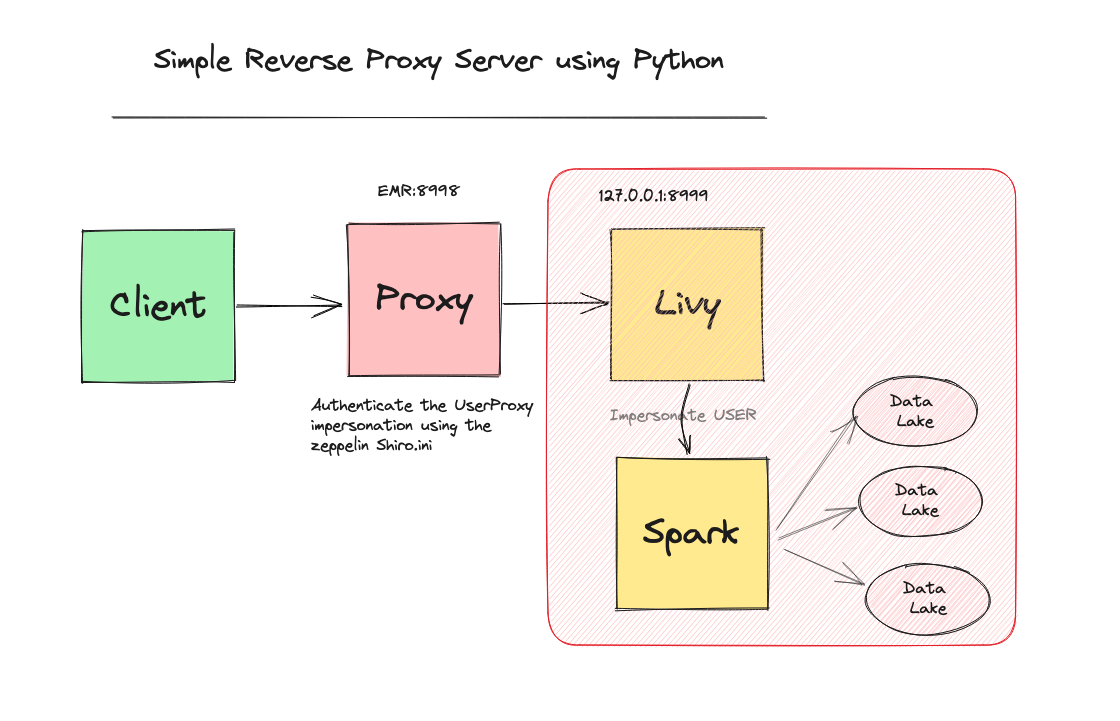 Simple Reverse Proxy Server using Python
EMR:8998
127.0.0.1:8999
Client
Proxy
Livy
Authenticate the UserProxy
impersonation using the
zeppelin Shiro.ini
Impersonate USER
Spark
Data
Lake
Data
Lake
Data
Lake